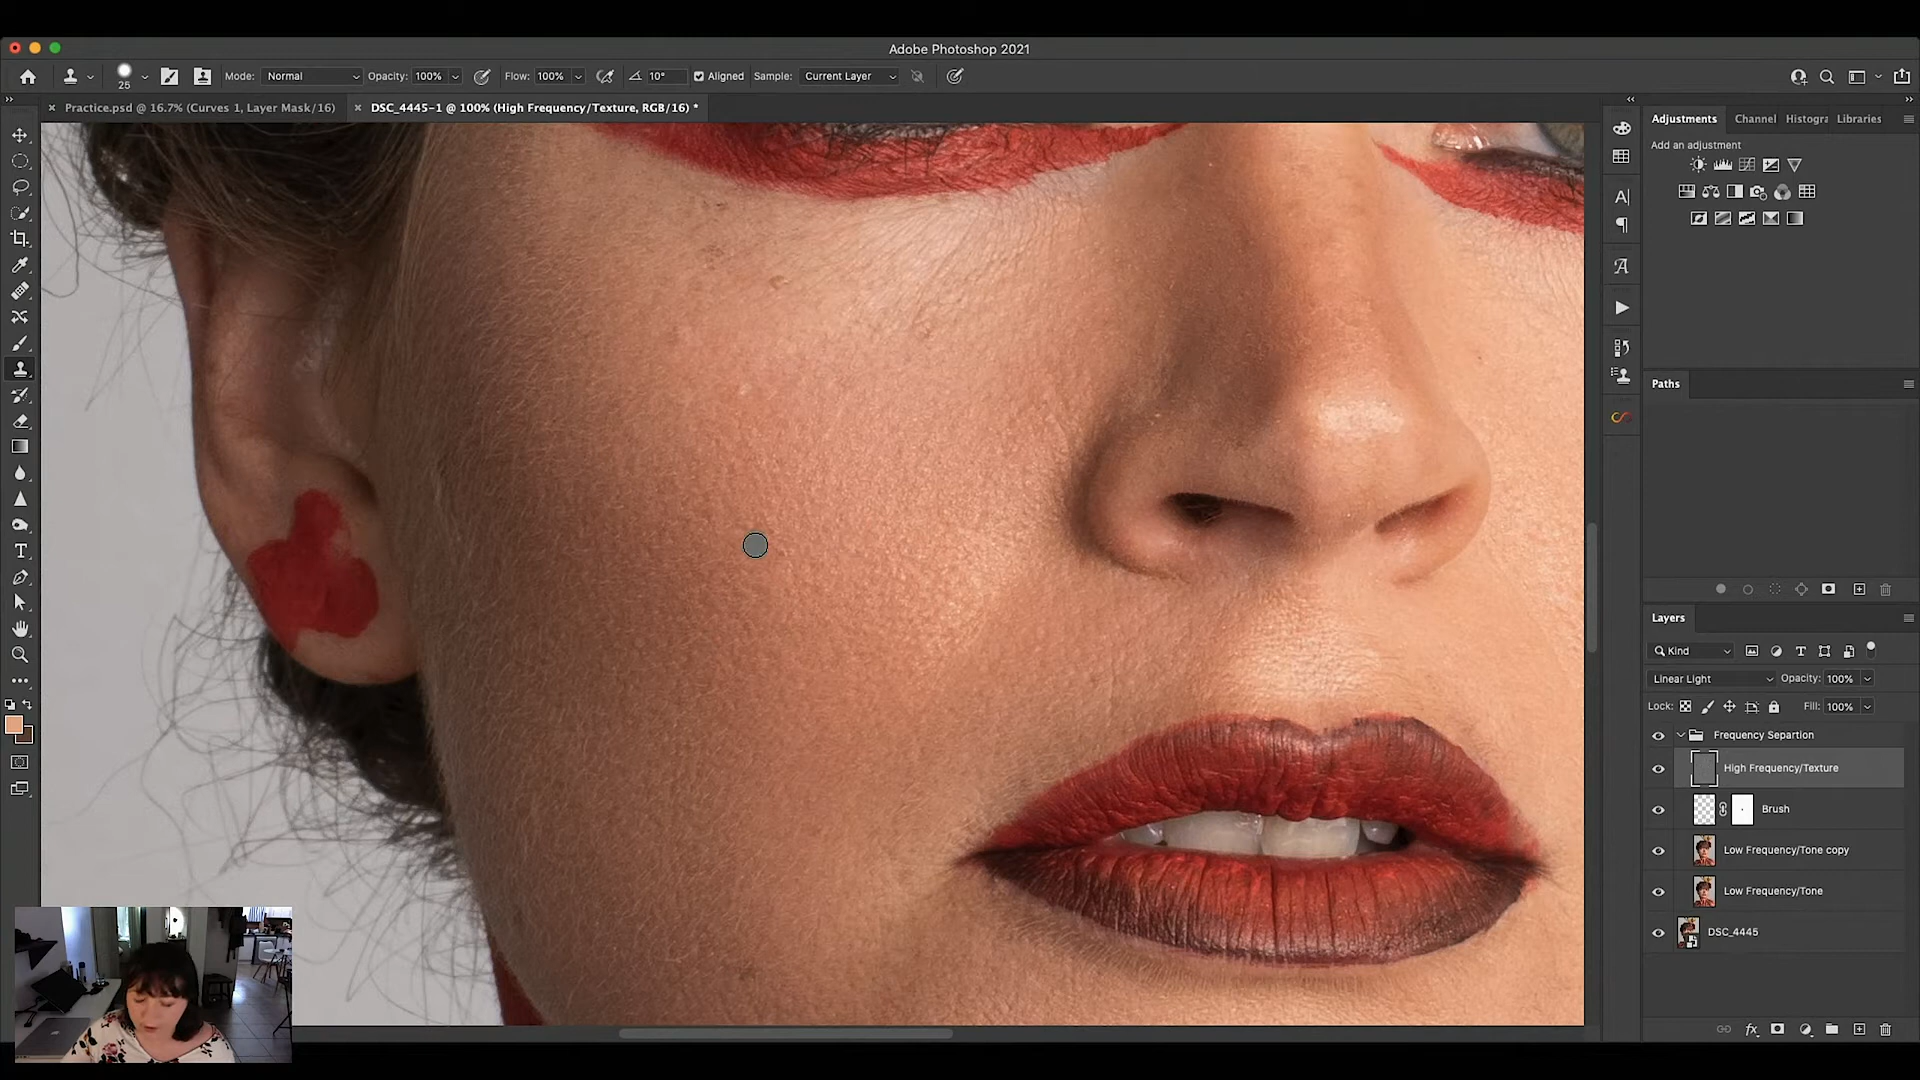 Adobe Photoshop 2021
25 Mode: Normal Opacity: 100% Flow: 100% 10° Aligned Sample: Current Layer
Practice.psd @ 16.7% (Curves 1, Layer Mask/16) DSC_4445-1 @ 100% (High Frequency/Texture, RGB/16) *
Adjustments Channel Histogra Libraries
Add an adjustment
Paths
Layers
Kind
Linear Light Opacity: 100%
Lock: Fill: 100%
Frequency Separtion
High Frequency/Texture
Brush
Low Frequency/Tone copy
Low Frequency/Tone
DSC_4445